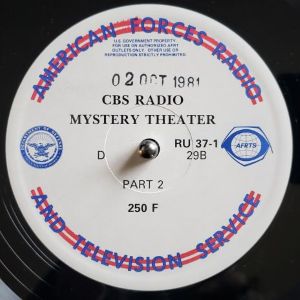 AMERICAN FORCES RADIO
U.S. GOVERNMENT PROPERTY.
FOR USE ON AUTHORIZED AFRT
OUTLETS ONLY. OTHER USE OR
REPRODUCTION STRICTLY PROHIBITED.
02 OCT 1981
CBS RADIO
MYSTERY THEATER
D
RU 37-1
29B
AFRTS
PART 2
250 F
AND TELEVISION SERVICE